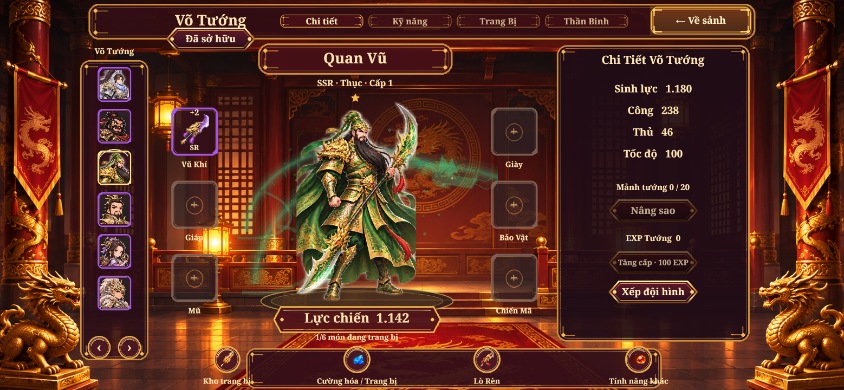 Võ Tướng
Chi tiết
Kỹ năng
Trang Bị
Thần Binh
← Về sảnh
Đã sở hữu
Võ Tướng
Quan Vũ
SSR · Thục · Cấp 1
+2
SR
Vũ Khí
Giáp
Mũ
Giày
Bảo Vật
Chiến Mã
Lực chiến 1.142
1/6 món đang trang bị
Chi Tiết Võ Tướng
Sinh lực 1.180
Công 238
Thủ 46
Tốc độ 100
Mảnh tướng 0 / 20
Nâng sao
EXP Tướng 0
Tăng cấp · 100 EXP
Xếp đội hình
‹ ›
Kho trang bị
Cường hóa / Trang bị
Lò Rèn
Tính năng khác